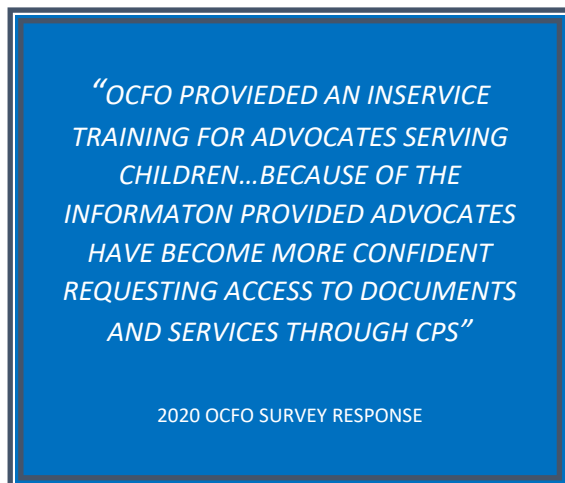 “OCFO PROVIEDED AN INSERVICE
TRAINING FOR ADVOCATES SERVING
CHILDREN…BECAUSE OF THE
INFORMATON PROVIDED ADVOCATES
HAVE BECOME MORE CONFIDENT
REQUESTING ACCESS TO DOCUMENTS
AND SERVICES THROUGH CPS”
2020 OCFO SURVEY RESPONSE